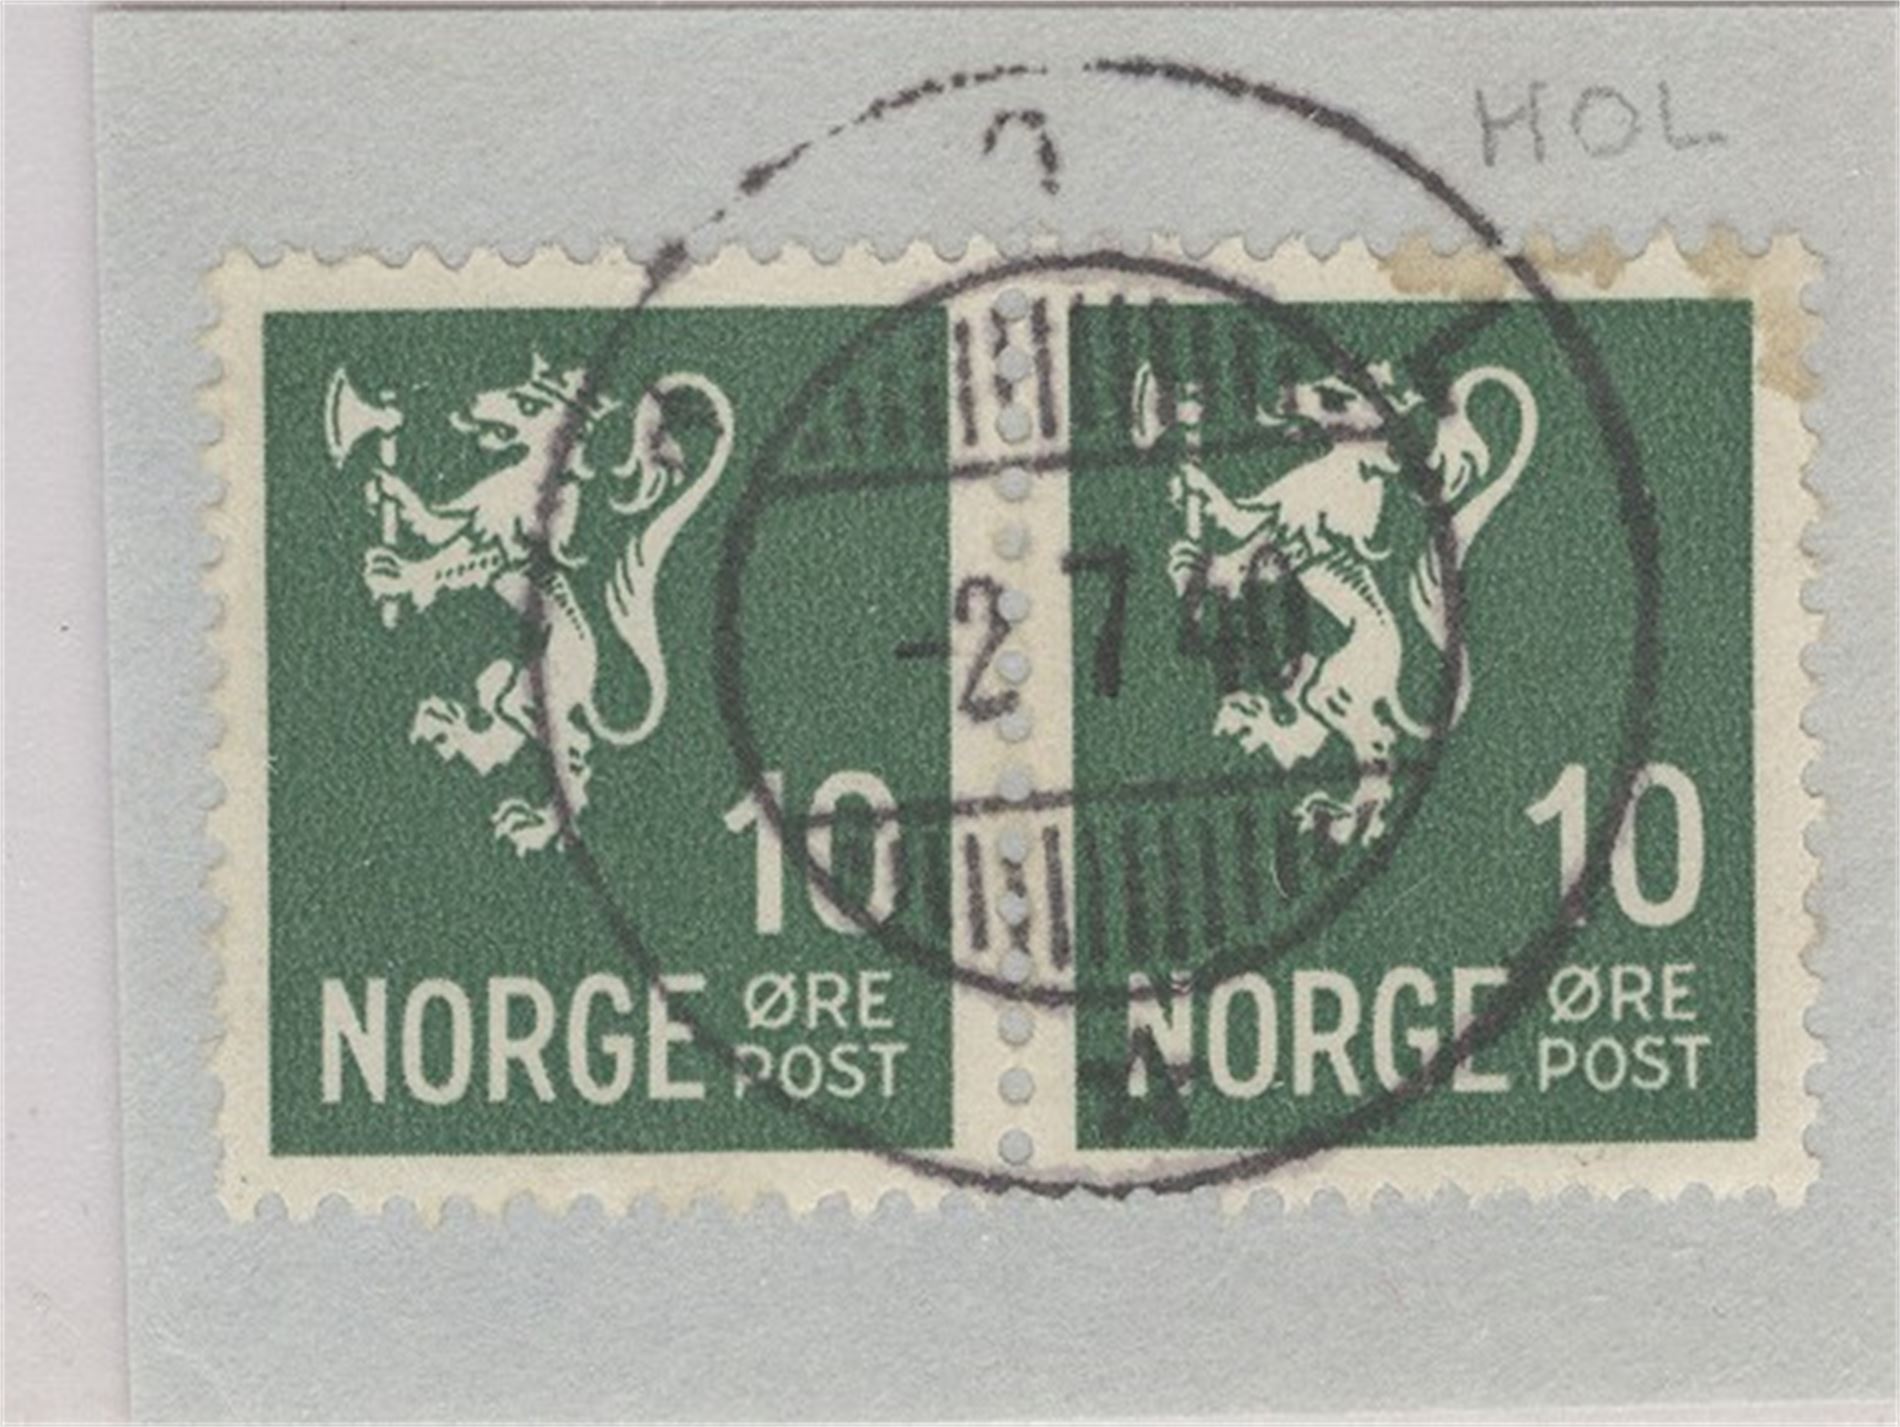 HOL
-2 7 40
10
NORGE ØRE POST
10
NORGE ØRE POST